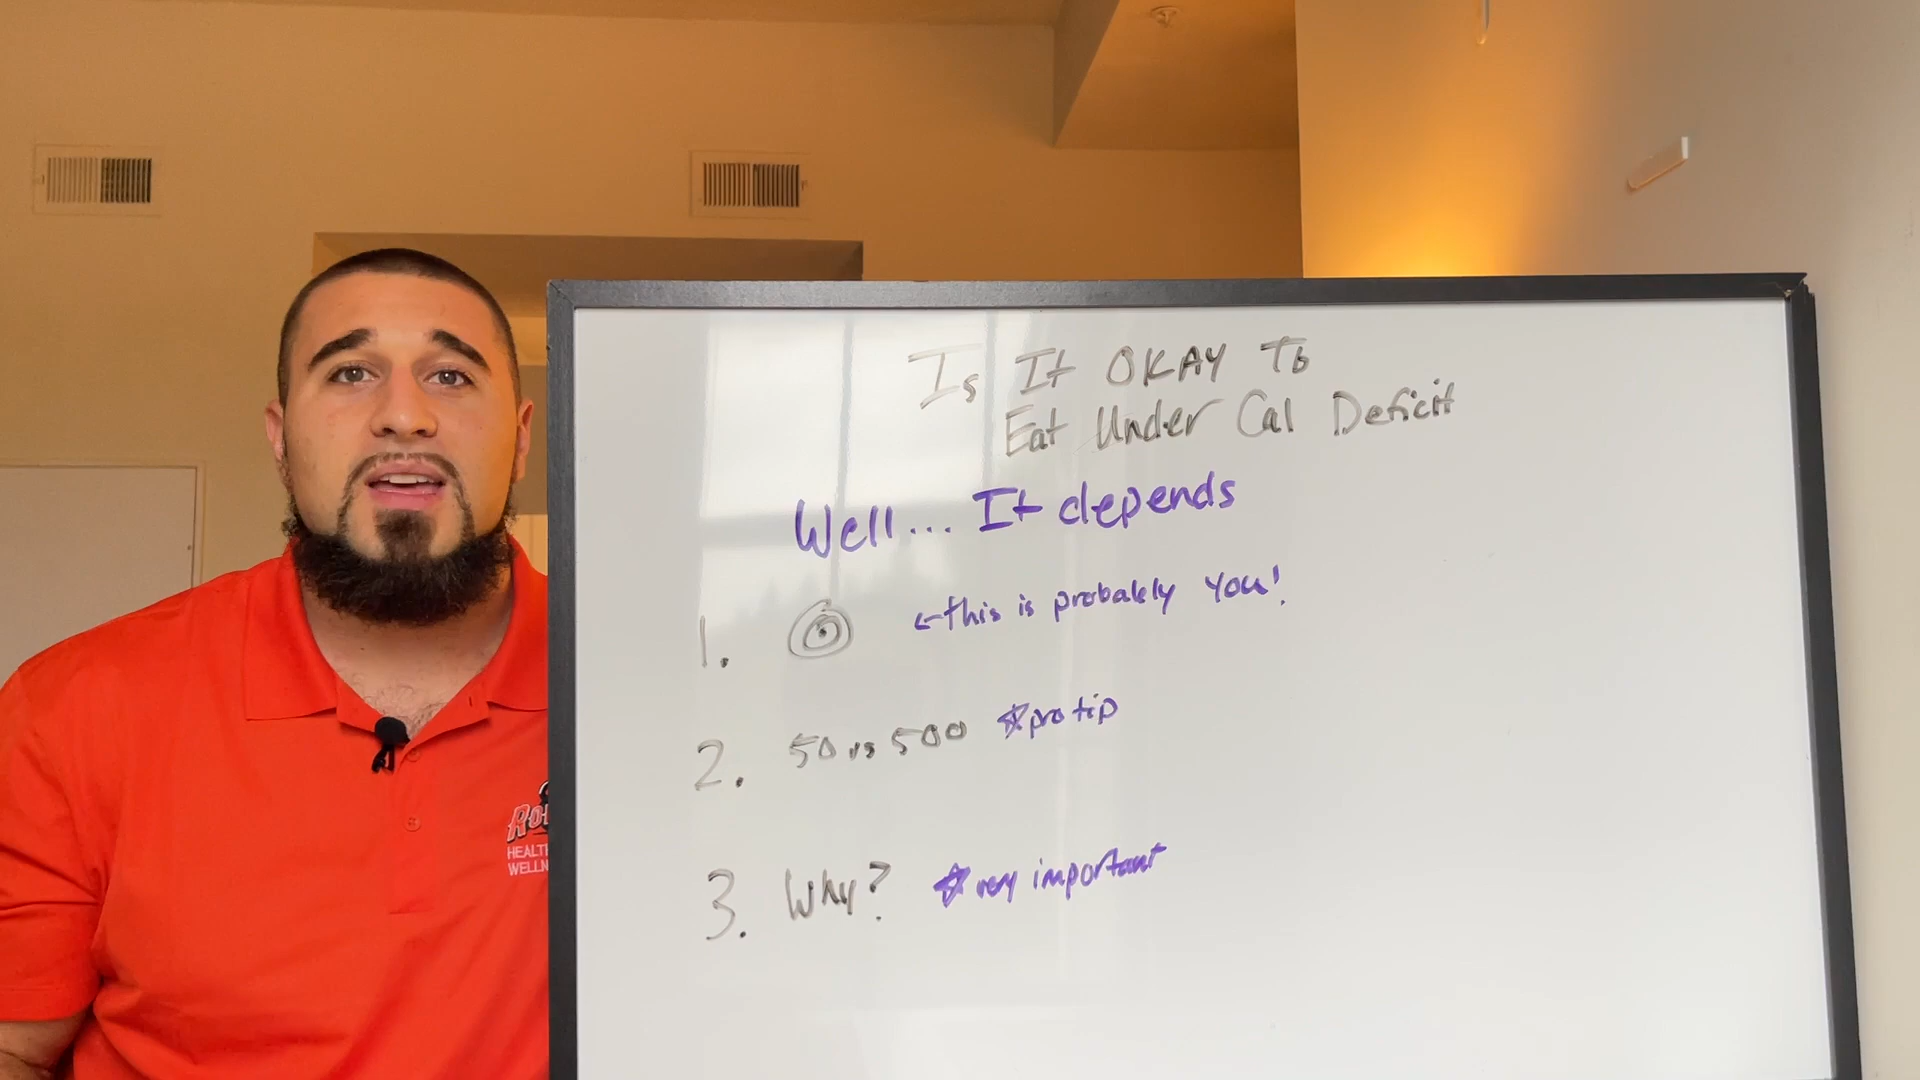 Is It OKAY To
Eat Under Cal Deficit
Well... It depends
1. ←this is probably you!
2. 50 vs 500 ☆pro tip
3. Why? ☆very important
HEALTH